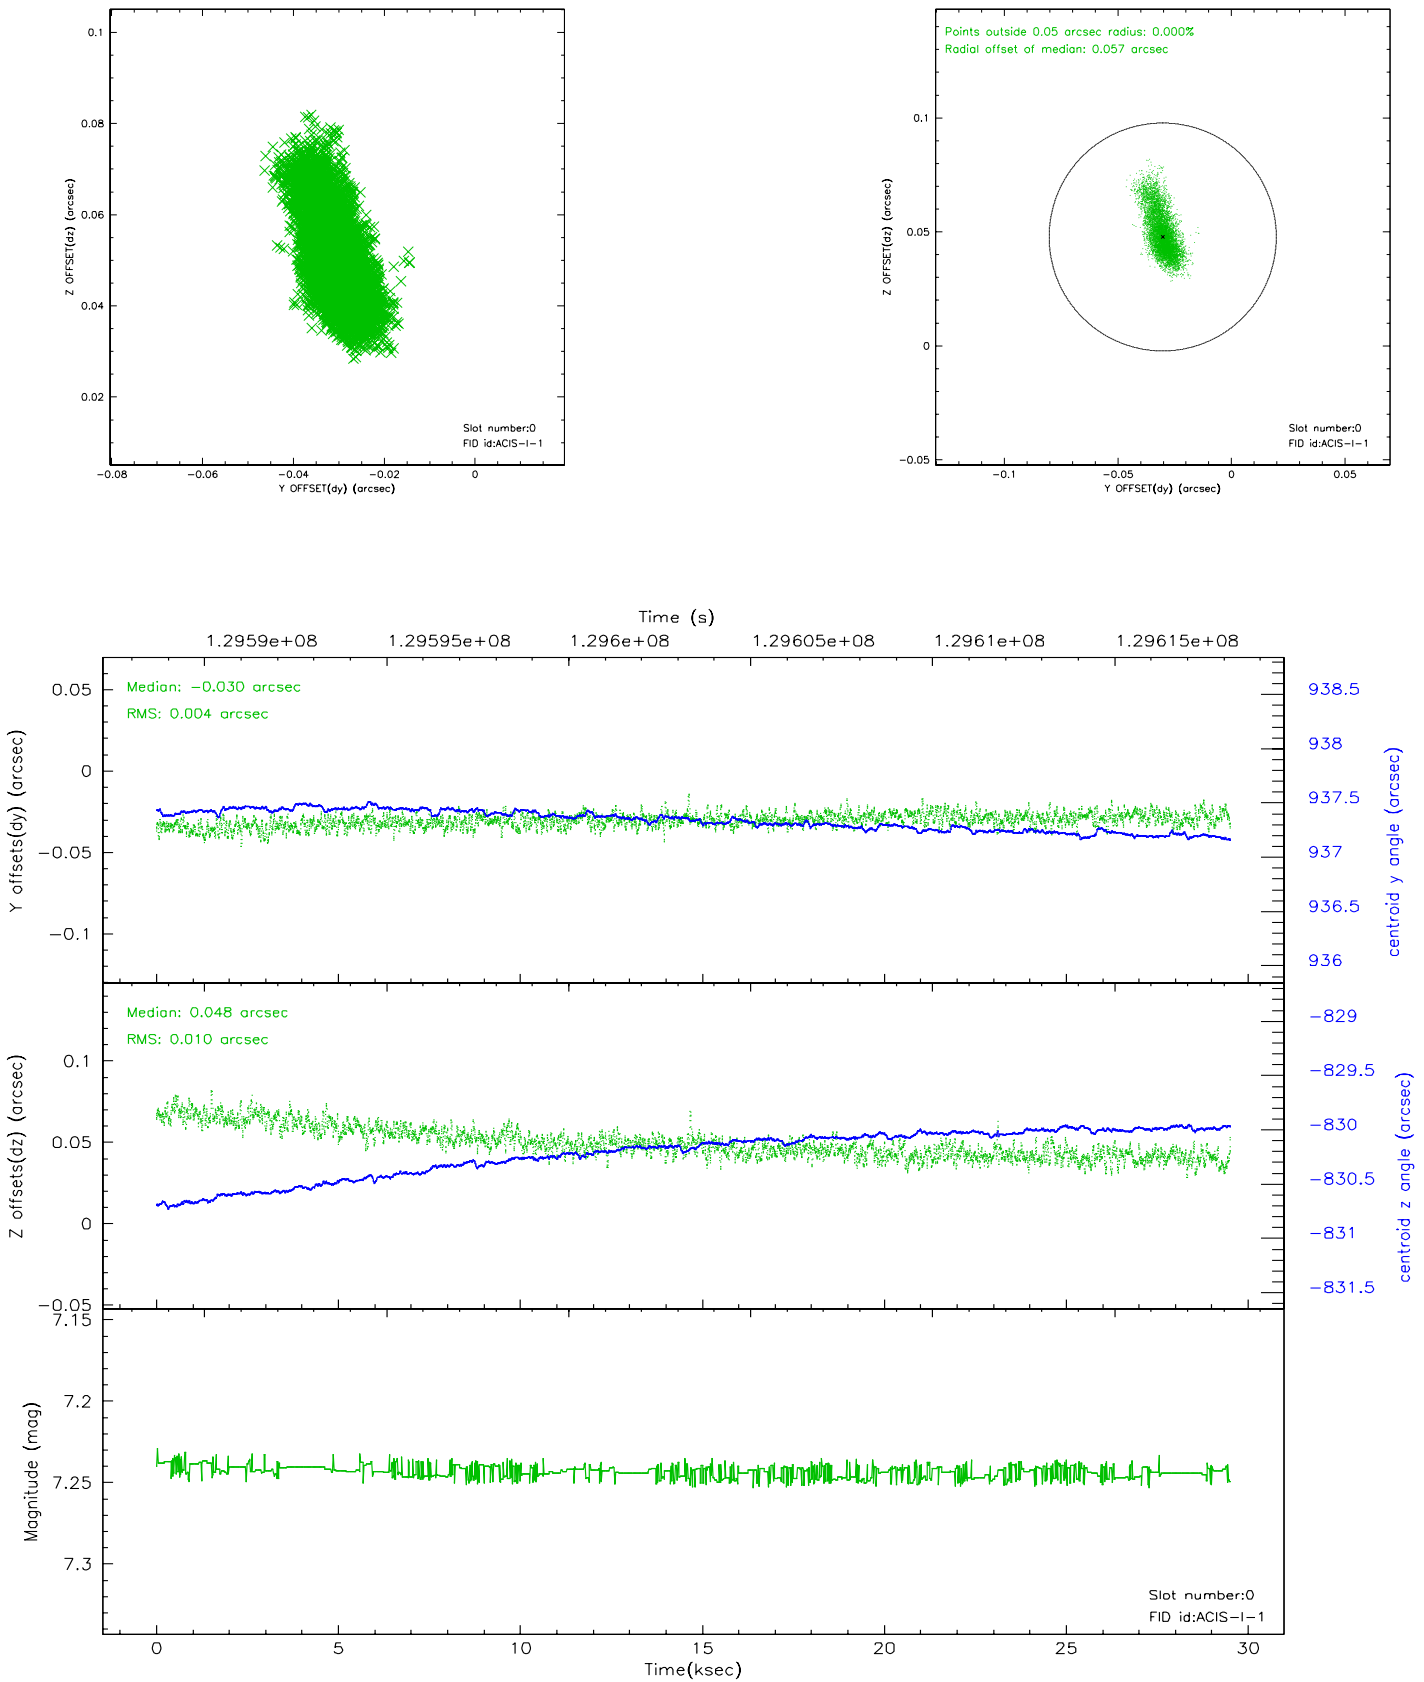 0.1
0.08
0.06
0.04
0.02
Z OFFSET(dz) (arcsec)
Slot number:0
FID id:ACIS-I-1
-0.08 -0.06 -0.04 -0.02 0
Y OFFSET(dy) (arcsec)
Points outside 0.05 arcsec radius: 0.000%
Radial offset of median: 0.057 arcsec
0.1
0.05
0
-0.05
Z OFFSET(dz) (arcsec)
Slot number:0
FID id:ACIS-I-1
-0.1 -0.05 0 0.05
Y OFFSET(dy) (arcsec)
Time (s)
1.2959e+08 1.29595e+08 1.296e+08 1.29605e+08 1.2961e+08 1.29615e+08
Median: -0.030 arcsec
RMS: 0.004 arcsec
0.05
0
-0.05
-0.1
Y offsets(dy) (arcsec)
938.5
938
937.5
937
936.5
936
centroid y angle (arcsec)
Median: 0.048 arcsec
RMS: 0.010 arcsec
0.1
0.05
0
-0.05
Z offsets(dz) (arcsec)
-829
-829.5
-830
-830.5
-831
-831.5
centroid z angle (arcsec)
7.15
7.2
7.25
7.3
Magnitude (mag)
Slot number:0
FID id:ACIS-I-1
0 5 10 15 20 25 30
Time(ksec)